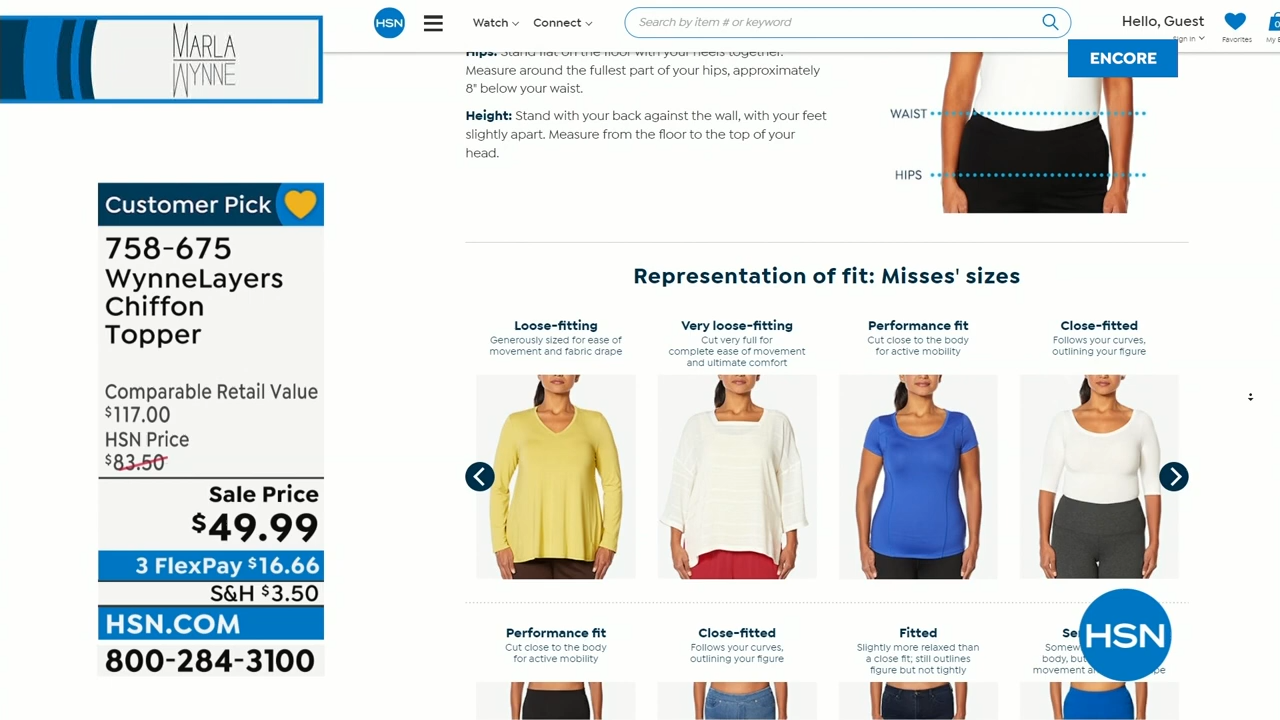 MARLA
WYNNE
Customer Pick
758-675
WynneLayers
Chiffon
Topper
Comparable Retail Value
$117.00
HSN Price
$83.50
Sale Price
$49.99
3 FlexPay $16.66
S&H $3.50
HSN.COM
800-284-3100
HSN
Watch
Connect
Search by item # or keyword
Hello, Guest
Sign In
Favorites
0
My
ENCORE
Hips: Stand flat on the floor with your heels together.
Measure around the fullest part of your hips, approximately
8" below your waist.
Height: Stand with your back against the wall, with your feet
slightly apart. Measure from the floor to the top of your
head.
WAIST
HIPS
Representation of fit: Misses' sizes
Loose-fitting
Generously sized for ease of
movement and fabric drape
Very loose-fitting
Cut very full for
complete ease of movement
and ultimate comfort
Performance fit
Cut close to the body
for active mobility
Close-fitted
Follows your curves,
outlining your figure
Performance fit
Cut close to the body
for active mobility
Close-fitted
Follows your curves,
outlining your figure
Fitted
Slightly more relaxed than
a close fit; still outlines
figure but not tightly
body,
movement
HSN